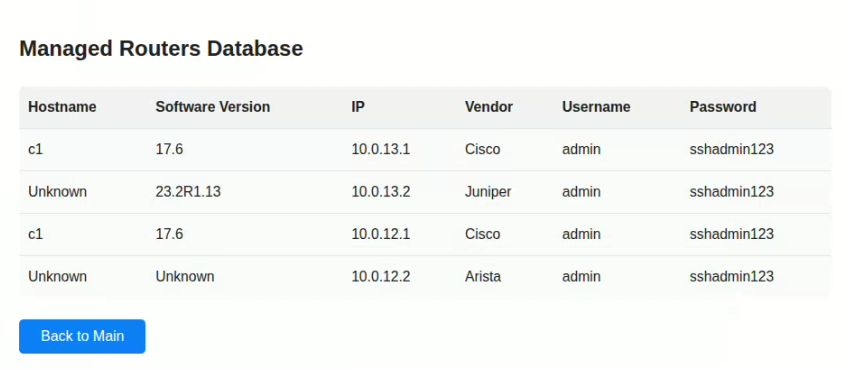 Managed Routers Database
Hostname Software Version IP Vendor Username Password
c1 17.6 10.0.13.1 Cisco admin sshadmin123
Unknown 23.2R1.13 10.0.13.2 Juniper admin sshadmin123
c1 17.6 10.0.12.1 Cisco admin sshadmin123
Unknown Unknown 10.0.12.2 Arista admin sshadmin123
Back to Main